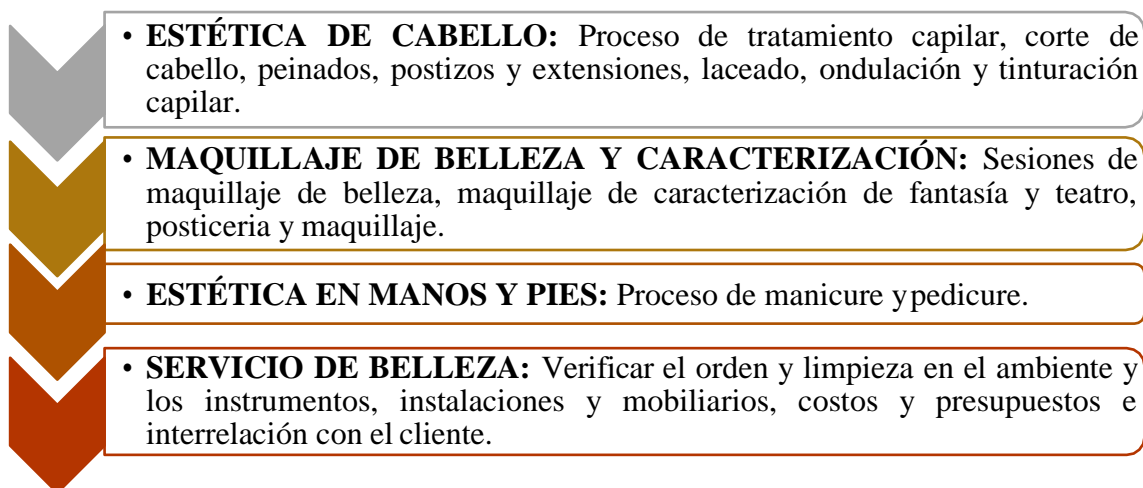 • ESTÉTICA DE CABELLO: Proceso de tratamiento capilar, corte de
cabello, peinados, postizos y extensiones, laceado, ondulación y tinturación
capilar.
• MAQUILLAJE DE BELLEZA Y CARACTERIZACIÓN: Sesiones de
maquillaje de belleza, maquillaje de caracterización de fantasía y teatro,
posticeria y maquillaje.
• ESTÉTICA EN MANOS Y PIES: Proceso de manicure ypedicure.
• SERVICIO DE BELLEZA: Verificar el orden y limpieza en el ambiente y
los instrumentos, instalaciones y mobiliarios, costos y presupuestos e
interrelación con el cliente.